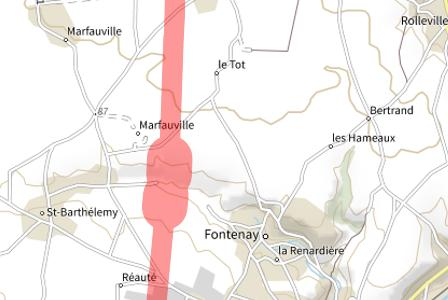 Rolleville
Marfauville
le Tot
87
Bertrand
Marfauville
les Hameaux
St-Barthélemy
Fontenay
la Renardière
Réauté